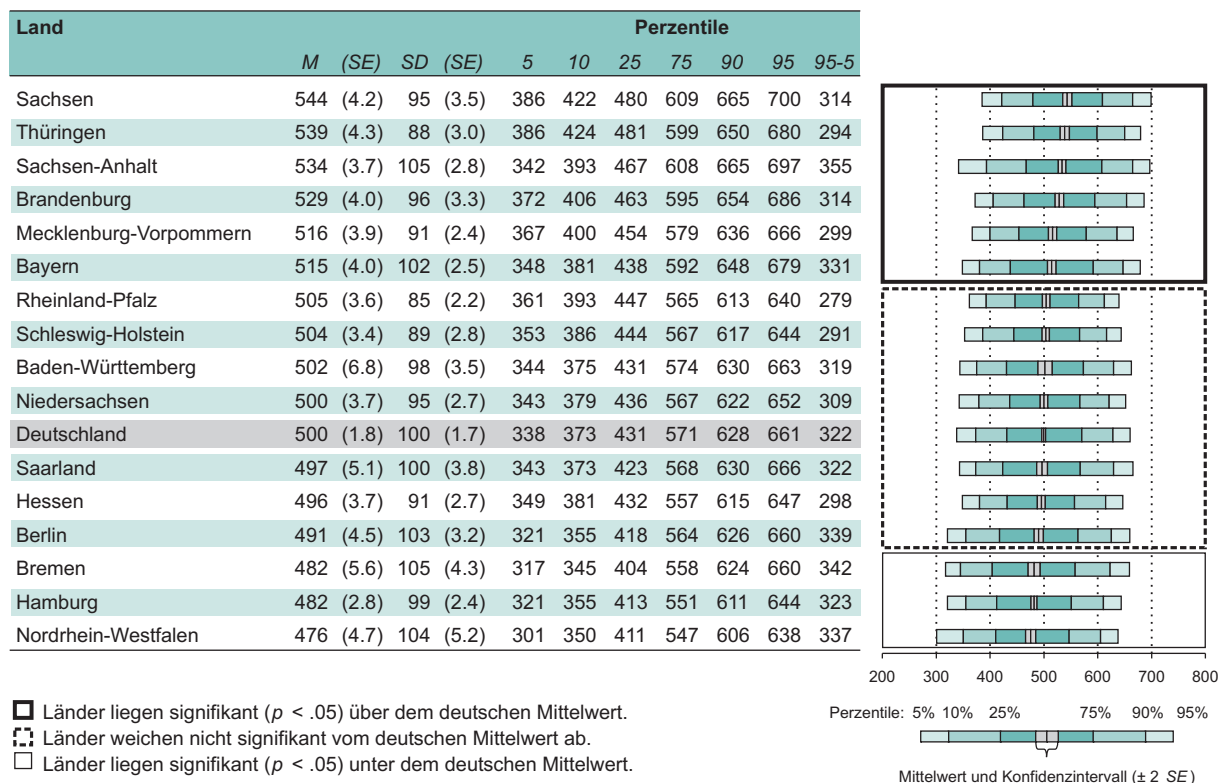 Land Perzentile
M (SE) SD (SE) 5 10 25 75 90 95 95-5
Sachsen 544 (4.2) 95 (3.5) 386 422 480 609 665 700 314
Thüringen 539 (4.3) 88 (3.0) 386 424 481 599 650 680 294
Sachsen-Anhalt 534 (3.7) 105 (2.8) 342 393 467 608 665 697 355
Brandenburg 529 (4.0) 96 (3.3) 372 406 463 595 654 686 314
Mecklenburg-Vorpommern 516 (3.9) 91 (2.4) 367 400 454 579 636 666 299
Bayern 515 (4.0) 102 (2.5) 348 381 438 592 648 679 331
Rheinland-Pfalz 505 (3.6) 85 (2.2) 361 393 447 565 613 640 279
Schleswig-Holstein 504 (3.4) 89 (2.8) 353 386 444 567 617 644 291
Baden-Württemberg 502 (6.8) 98 (3.5) 344 375 431 574 630 663 319
Niedersachsen 500 (3.7) 95 (2.7) 343 379 436 567 622 652 309
Deutschland 500 (1.8) 100 (1.7) 338 373 431 571 628 661 322
Saarland 497 (5.1) 100 (3.8) 343 373 423 568 630 666 322
Hessen 496 (3.7) 91 (2.7) 349 381 432 557 615 647 298
Berlin 491 (4.5) 103 (3.2) 321 355 418 564 626 660 339
Bremen 482 (5.6) 105 (4.3) 317 345 404 558 624 660 342
Hamburg 482 (2.8) 99 (2.4) 321 355 413 551 611 644 323
Nordrhein-Westfalen 476 (4.7) 104 (5.2) 301 350 411 547 606 638 337
200 300 400 500 600 700 800
Länder liegen signifikant (p < .05) über dem deutschen Mittelwert.
Länder weichen nicht signifikant vom deutschen Mittelwert ab.
Länder liegen signifikant (p < .05) unter dem deutschen Mittelwert.
Perzentile: 5% 10% 25% 75% 90% 95%
Mittelwert und Konfidenzintervall (± 2 SE)